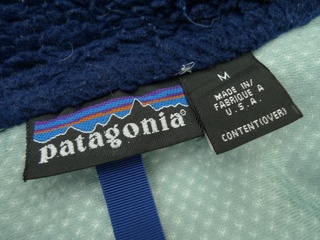 patagonia®
M
MADE IN/
FABRIQUE A
U.S.A.
CONTENT(OVER)